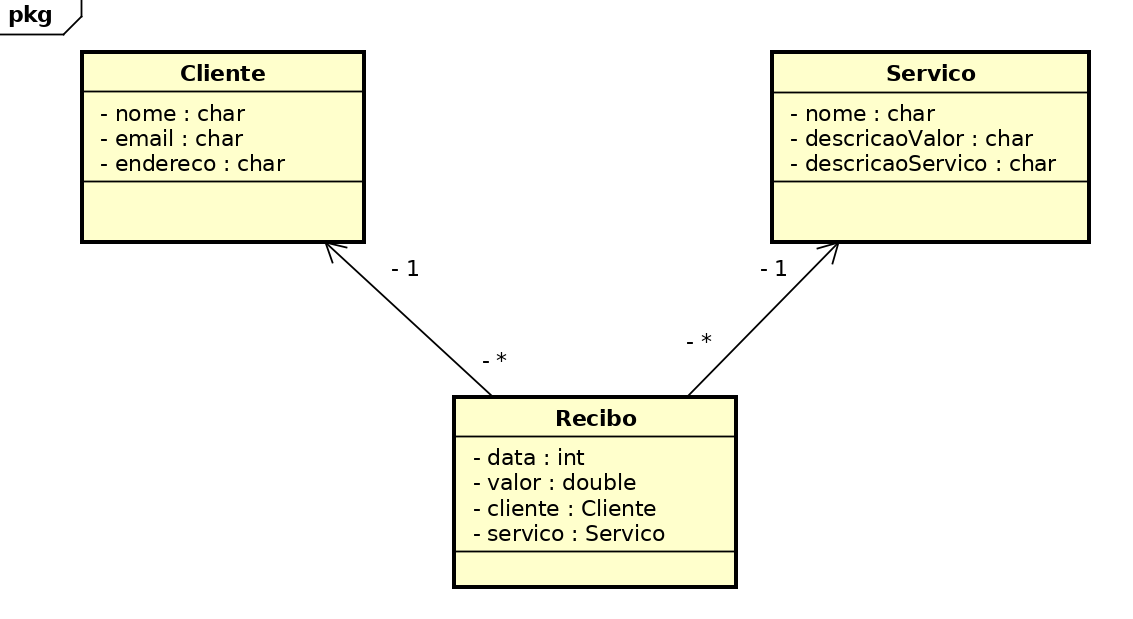 pkg
Cliente
- nome : char
- email : char
- endereco : char
Servico
- nome : char
- descricaoValor : char
- descricaoServico : char
- 1
- 1
- *
- *
Recibo
- data : int
- valor : double
- cliente : Cliente
- servico : Servico